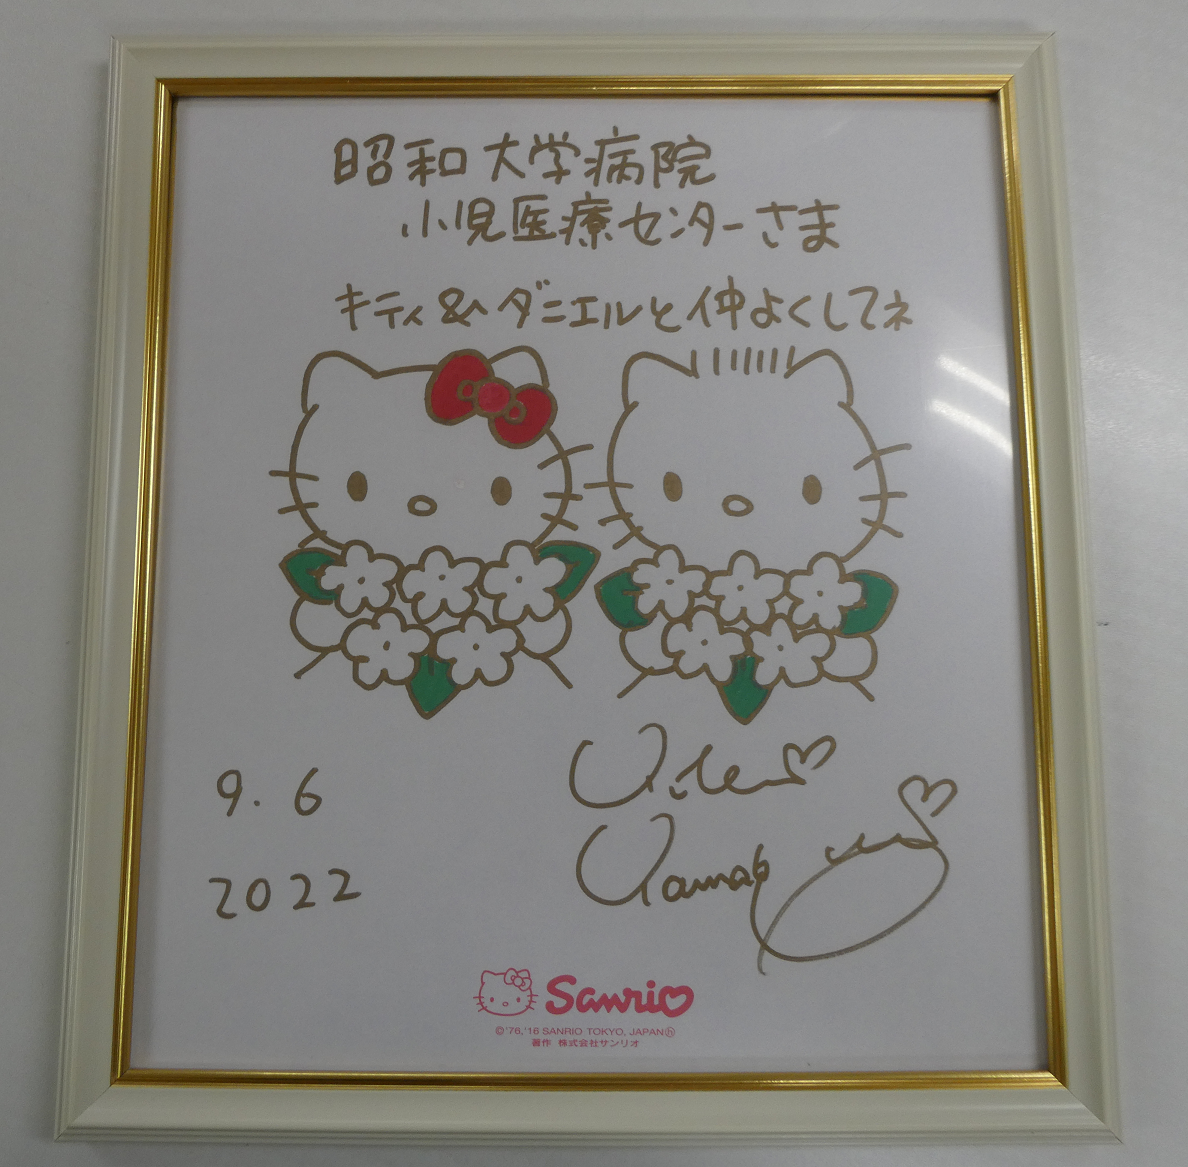 昭和大学病院
小児医療センターさま
キティ&ダニエルと仲よくしてネ
9.6
2022
Sanrio
©'76,'16 SANRIO TOKYO, JAPAN ⓗ
著作 株式会社サンリオ